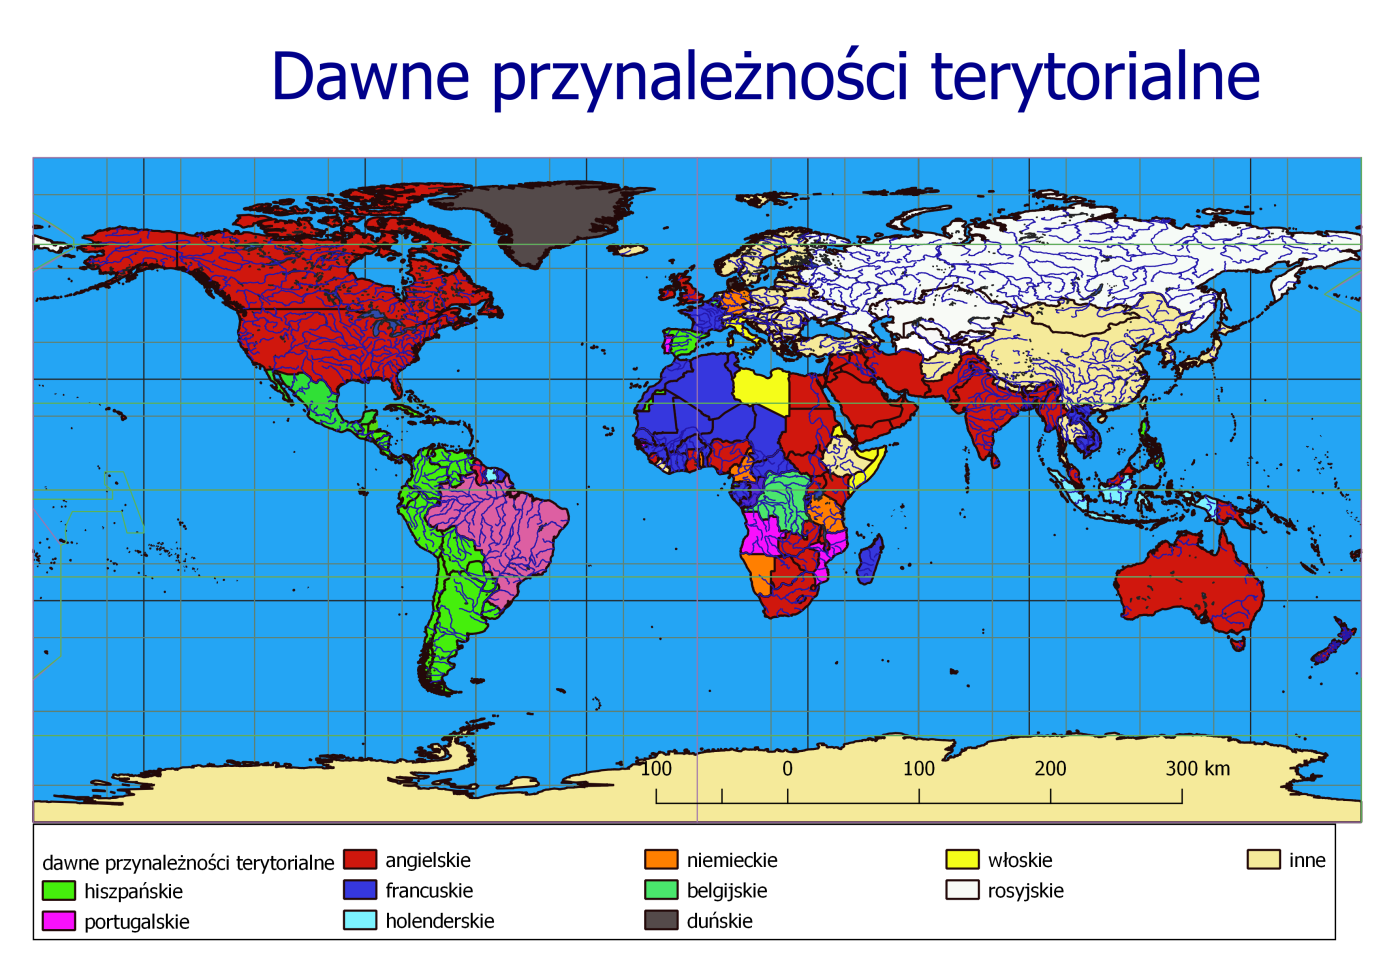 Dawne przynależności terytorialne
100 0 100 200 300 km
dawne przynależności terytorialne
hiszpańskie
portugalskie
angielskie
francuskie
holenderskie
niemieckie
belgijskie
duńskie
włoskie
rosyjskie
inne